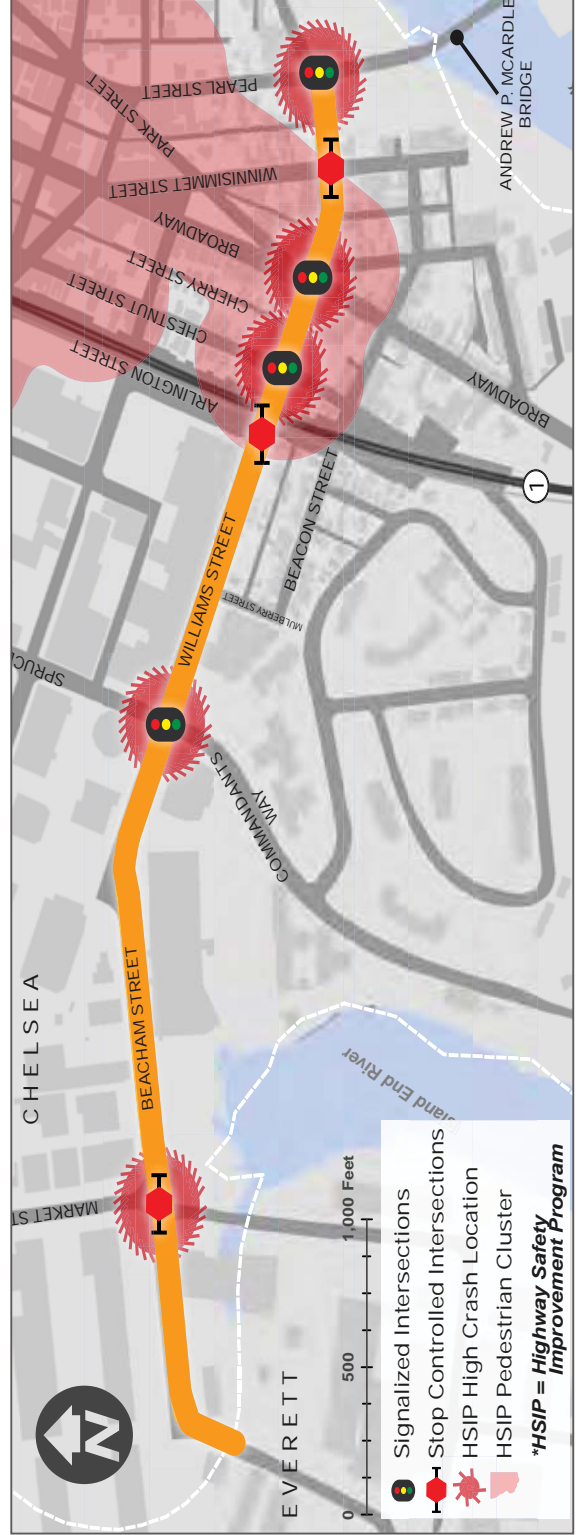 CHELSEA
EVERETT
N
MARKET ST
BEACHAM STREET
WILLIAMS STREET
SPRUC
COMMANDANTS
WAY
MULBERRY STREET
BEACON STREET
ARLINGTON STREET
CHESTNUT STREET
CHERRY STREET
BROADWAY
WINNISIMMET STREET
PARK STREET
PEARL STREET
BROADWAY
1
ANDREW P. MCARDLE
BRIDGE
sland End River
0 500 1,000 Feet
Signalized Intersections
Stop Controlled Intersections
HSIP High Crash Location
HSIP Pedestrian Cluster
*HSIP = Highway Safety
Improvement Program